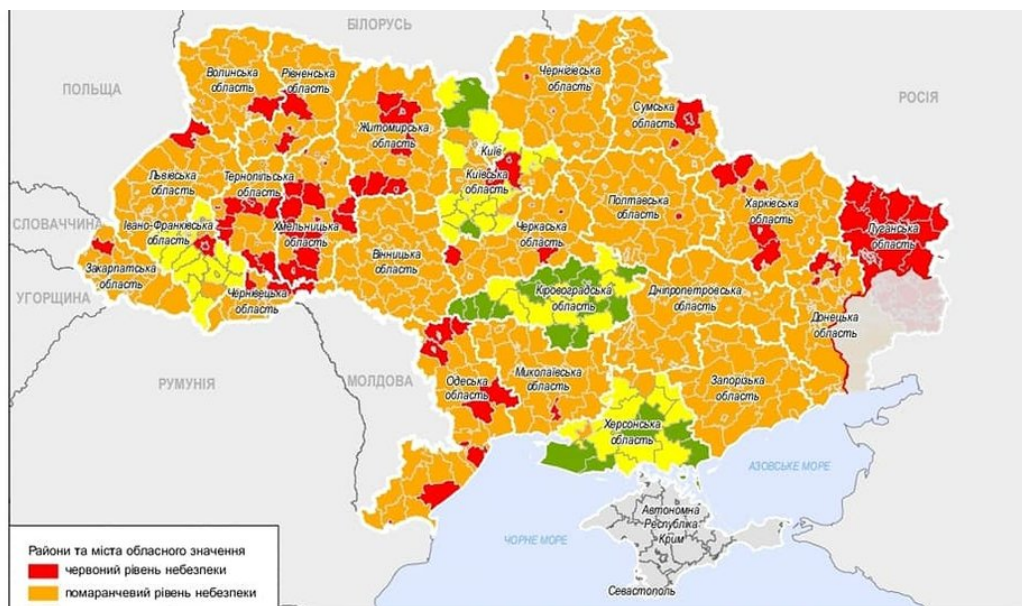 БІЛОРУСЬ
ПОЛЬЩА
РОСІЯ
СЛОВАЧЧИНА
УГОРЩИНА
РУМУНІЯ
МОЛДОВА
Волинська
область
Рівненська
область
Житомирська
область
Київ
Київська
область
Чернігівська
область
Сумська
область
Львівська
область
Тернопільська
область
Хмельницька
область
Івано-Франківська
область
Закарпатська
область
Чернівецька
область
Вінницька
область
Черкаська
область
Полтавська
область
Харківська
область
Луганська
область
Кіровоградська
область
Дніпропетровська
область
Донецька
область
Одеська
область
Миколаївська
область
Запорізька
область
Херсонська
область
АЗОВСЬКЕ МОРЕ
ЧОРНЕ МОРЕ
Автономна
Республіка
Крим
Севастополь
Райони та міста обласного значення
червоний рівень небезпеки
помаранчевий рівень небезпеки